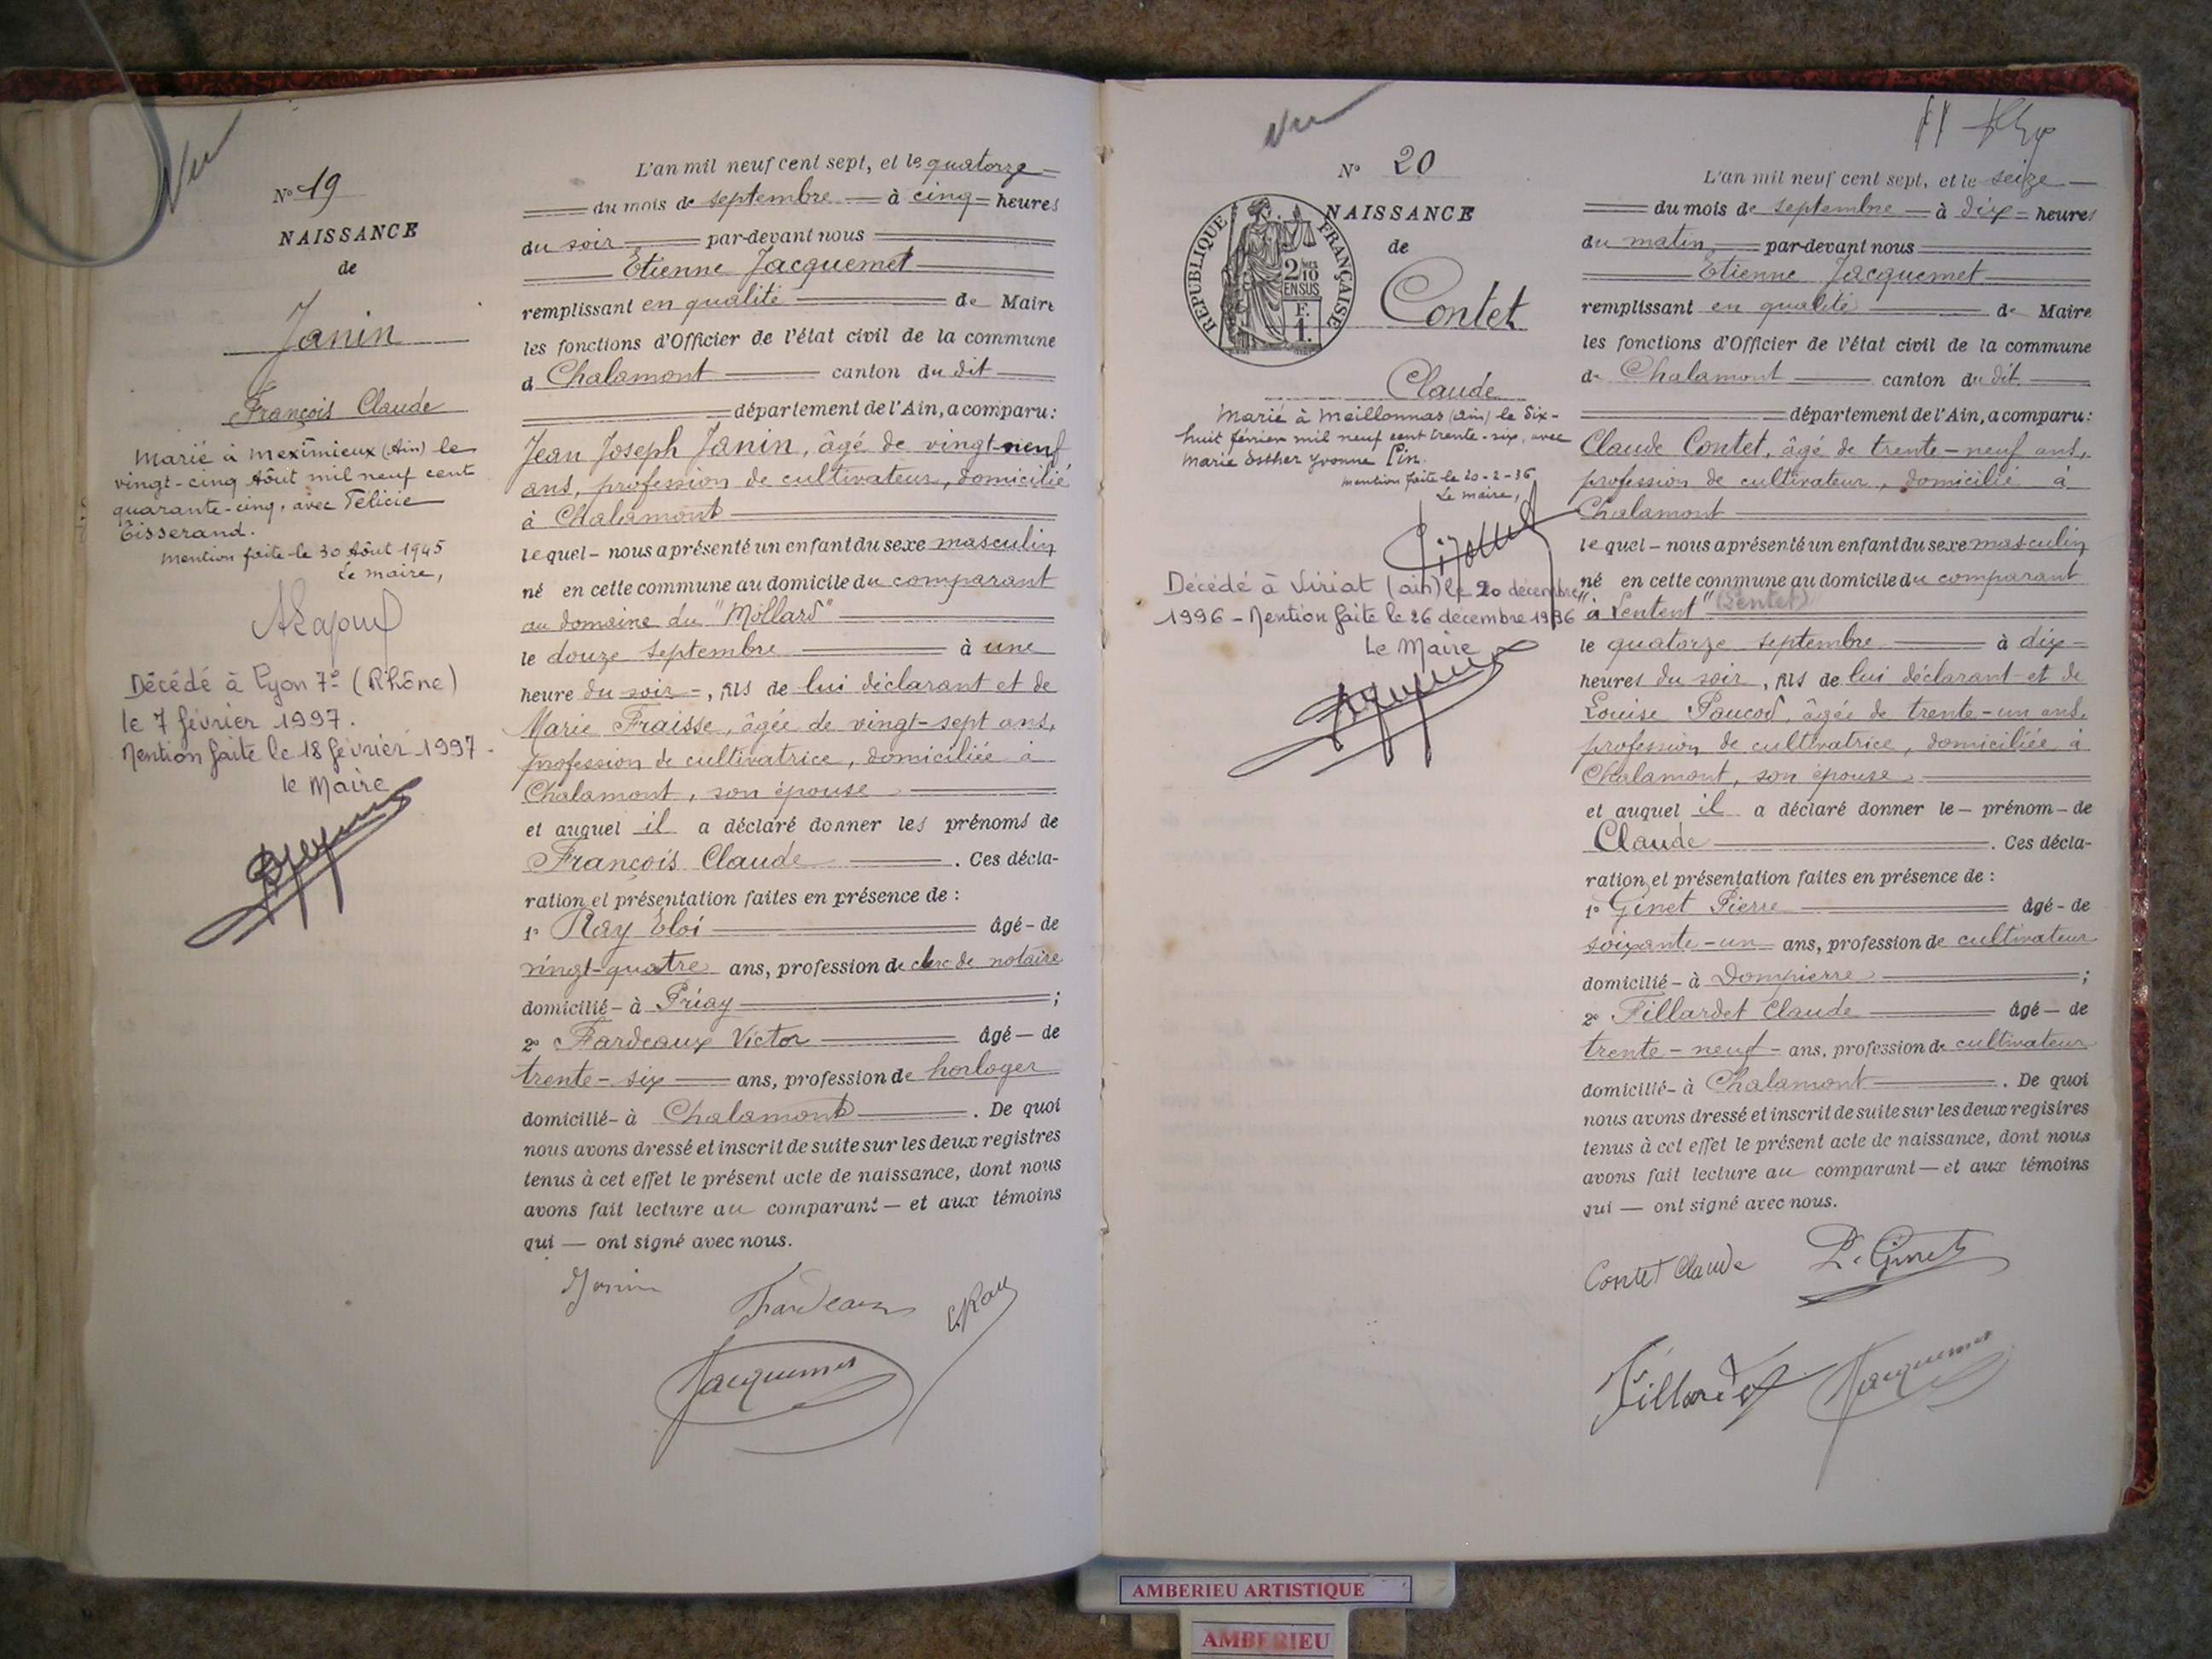 Vu
N° 19
NAISSANCE
de
Janin
François Claude
Marié à Meximieux (Ain) le
vingt-cinq Aôut mil neuf cent
quarante-cinq, avec Félicie
Tisserand.
Mention faite le 30 Aôut 1945
Le maire,
Décédé à Lyon 7e (Rhône)
le 7 février 1997.
Mention faite le 18 février 1997-
le Maire
L'an mil neuf cent sept, et le quatorze
du mois de septembre à cinq heures
du soir par-devant nous
Etienne Jacquemet
remplissant en qualité de Maire
les fonctions d'Officier de l'état civil de la commune
d Chalamont canton du dit
département de l'Ain, a comparu:
Jean Joseph Janin, âgé de vingt-neuf
ans, profession de cultivateur, domicilié
à Chalamont
lequel - nous a présenté un enfant du sexe masculin
né en cette commune au domicile du comparant
au domaine du "Mollard"
le douze septembre à une
heure du soir, fils de lui déclarant et de
Marie Fraisse, âgée de vingt-sept ans,
profession de cultivatrice, domiciliée à
Chalamont, son épouse
et auquel il a déclaré donner les prénoms de
François Claude. Ces décla-
ration et présentation faites en présence de :
1° Ray Eloi âgé - de
vingt-quatre ans, profession de clerc de notaire
domicilié - à Priay ;
2° Fardeaux Victor âgé — de
trente-six ans, profession de horloger
domicilié - à Chalamont. De quoi
nous avons dressé et inscrit de suite sur les deux registres
tenus à cet effet le présent acte de naissance, dont nous
avons fait lecture au comparant — et aux témoins
qui — ont signé avec nous.
Janin
Fardeaux
E Ray
Jacquemet
Vu
N° 20
NAISSANCE
de
Contet
Claude
RÉPUBLIQUE FRANÇAISE
2/10
EN SUS
F.
1.
Marié à Meillonnas (Ain) le Dix-
huit février mil neuf cent trente-six, avec
Marie Esther Yvonne Pin.
Mention faite le 20-2-36
Le maire,
Décédé à Viriat (ain) le 20 décembre
1996 - Mention faite le 26 décembre 1996
Le Maire
L'an mil neuf cent sept, et le seize
du mois de septembre à dix heures
du matin, par-devant nous
Etienne Jacquemet
remplissant en qualité de Maire
les fonctions d'Officier de l'état civil de la commune
de Chalamont canton du dit
département de l'Ain, a comparu:
Claude Contet, âgé de trente-neuf ans,
profession de cultivateur, domicilié à
Chalamont
lequel - nous a présenté un enfant du sexe masculin
né en cette commune au domicile du comparant
"à Lentent" (Lentet)
le quatorze septembre à dix
heures du soir, fils de lui déclarant et de
Louise Paucod, âgée de trente-un ans,
profession de cultivatrice, domiciliée à
Chalamont, son épouse
et auquel il a déclaré donner le - prénom - de
Claude. Ces décla-
ration et présentation faites en présence de :
1° Ginet Pierre âgé - de
soixante-un ans, profession de cultivateur
domicilié - à Dompierre ;
2° Fillardet Claude âgé — de
trente-neuf - ans, profession de cultivateur
domicilié - à Chalamont. De quoi
nous avons dressé et inscrit de suite sur les deux registres
tenus à cet effet le présent acte de naissance, dont nous
avons fait lecture au comparant — et aux témoins
qui — ont signé avec nous.
Contet Claude
P. Ginet
Fillardet
Jacquemet
AMBERIEU ARTISTIQUE
AMBERIEU